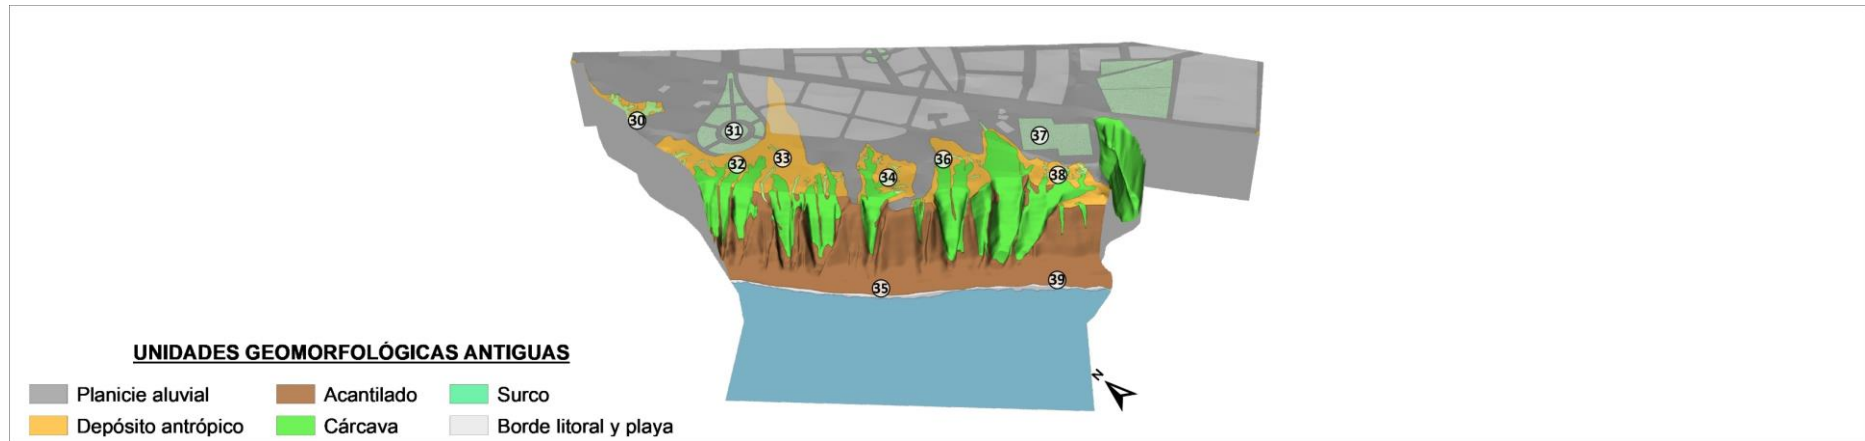 30
31
37
32
33
36
34
38
35
39
N
UNIDADES GEOMORFOLÓGICAS ANTIGUAS
Planicie aluvial
Acantilado
Surco
Depósito antrópico
Cárcava
Borde litoral y playa